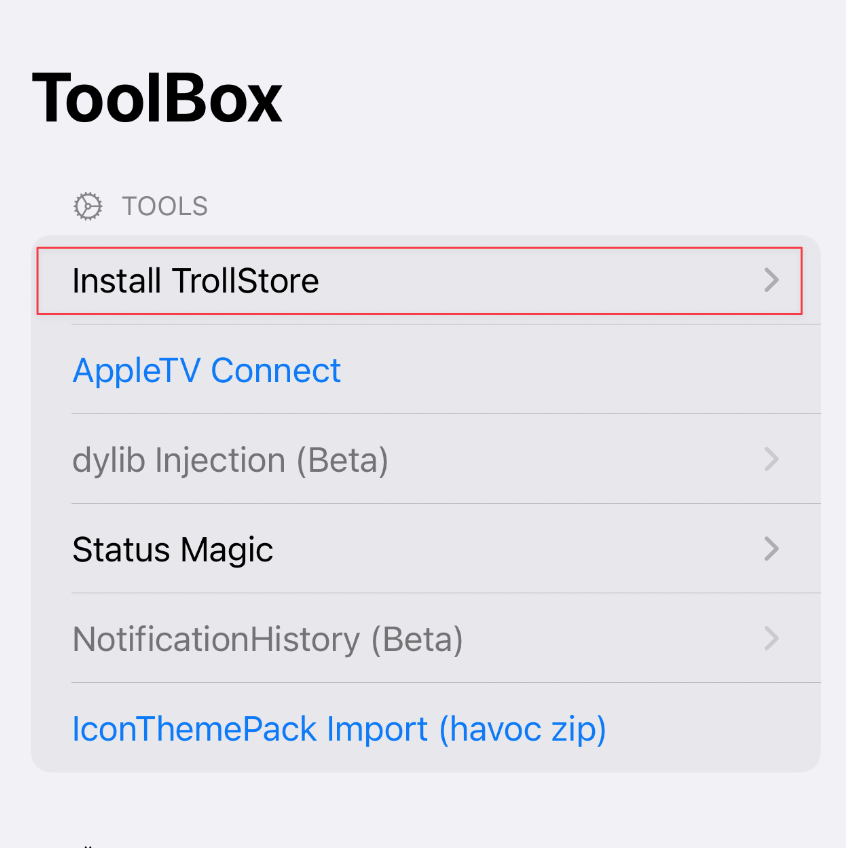 ToolBox
TOOLS
Install TrollStore
AppleTV Connect
dylib Injection (Beta)
Status Magic
NotificationHistory (Beta)
IconThemePack Import (havoc zip)